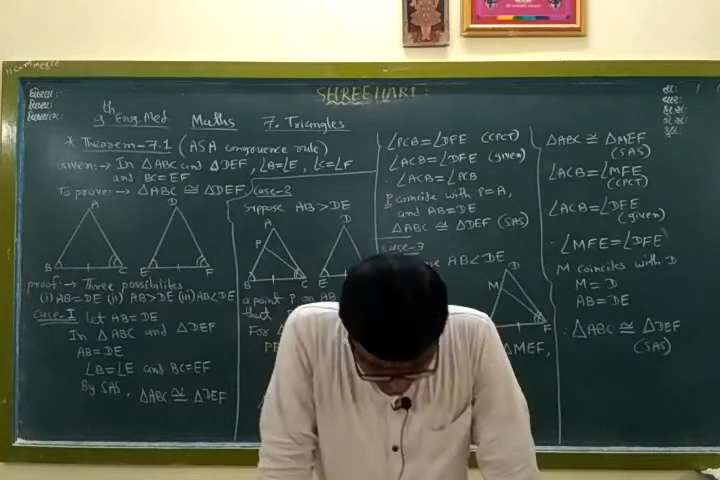 SHREEHARI :
9th Eng. Med Maths 7. Triangles
* Theorem-7.1 (ASA congruence rule)
Given:-→ In △ABC and △DEF, ∠B=∠E, ∠C=∠F
and BC=EF
To prove:-→ △ABC ≅ △DEF
A D
B C E F
proof:→ Three possibilites
(i) AB=DE (ii) AB>DE (iii) AB<DE
Case-I let AB=DE
In △ABC and △DEF
AB=DE
∠B=∠E and BC=EF
By SAS, △ABC ≅ △DEF
Case-2
Suppose AB>DE
A D
P
B C E
a point P on AB
that
For
∠PCB=∠DFE (CPCT)
∠ACB=∠DFE (given)
∴ ∠ACB=∠PCB
P coincide with P=A,
and AB=DE
△ABC ≅ △DEF (SAS)
Case-3
AB<DE
D
M
F
△MEF,
△ABC ≅ △MEF
(SAS)
∠ACB=∠MFE
(CPCT)
∠ACB=∠DFE
(given)
∴ ∠MFE=∠DFE
M coincides with D
M=D
AB=DE
∴ △ABC ≅ △DEF
(SAS)